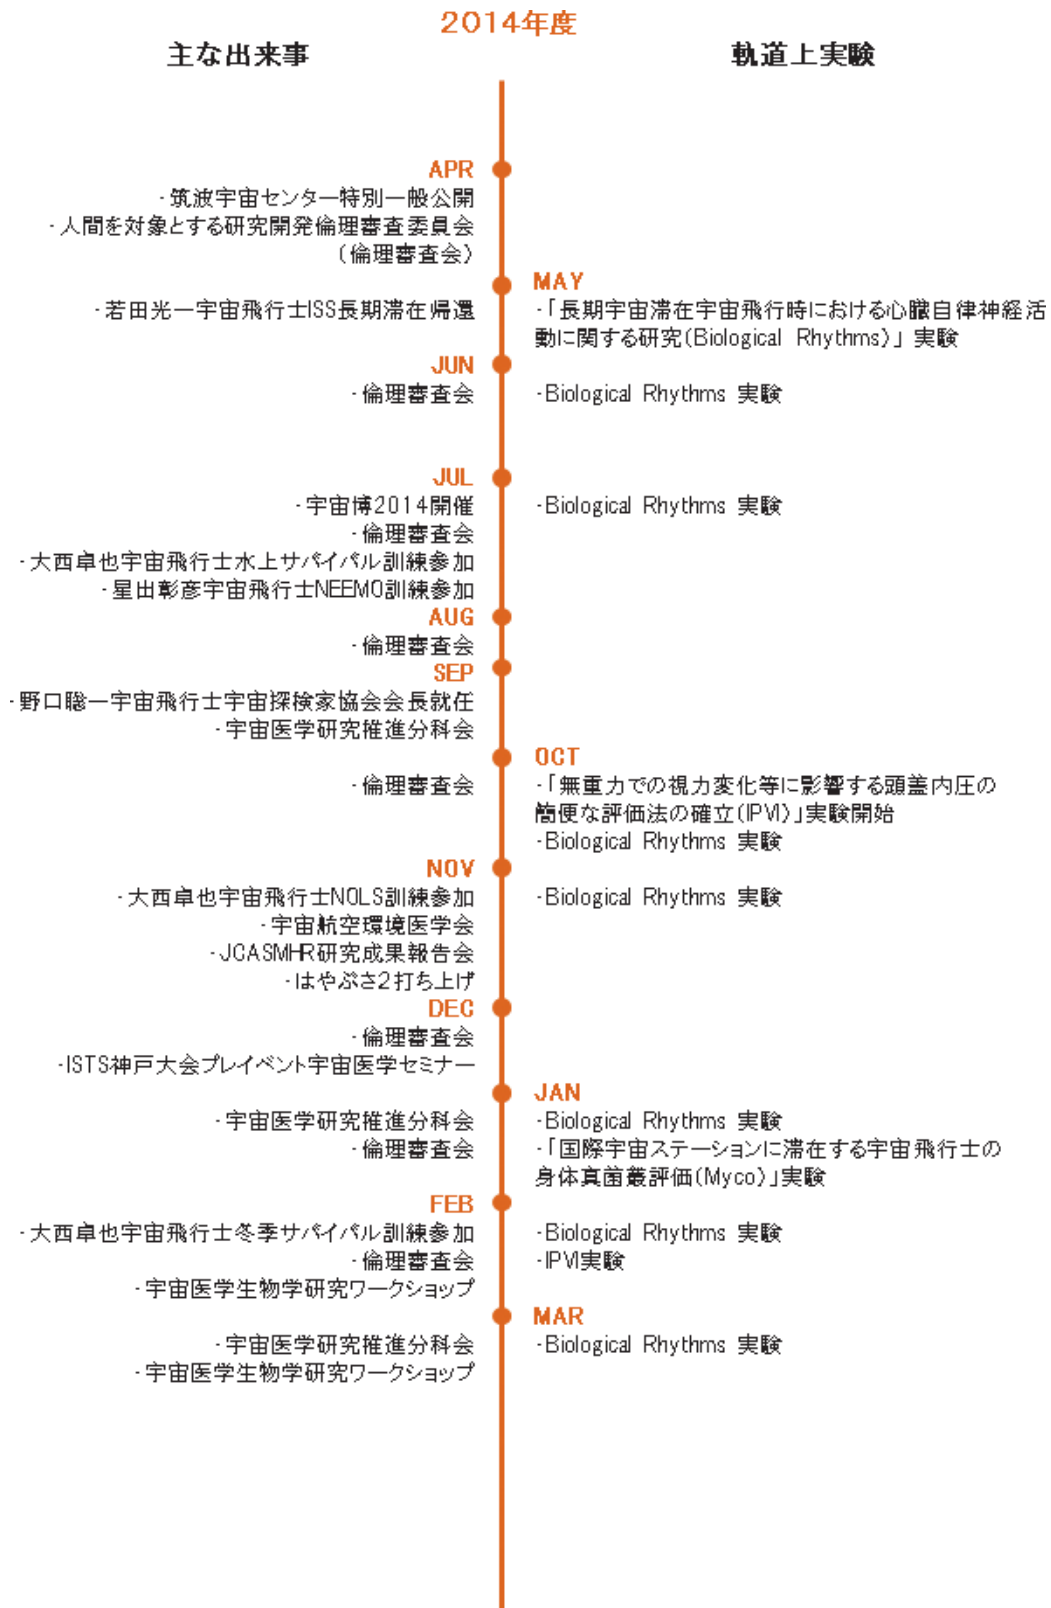 2014年度
主な出来事
軌道上実験
APR
・筑波宇宙センター特別一般公開
・人間を対象とする研究開発倫理審査委員会
（倫理審査会）
MAY
・若田光一宇宙飛行士ISS長期滞在帰還
・「長期宇宙滞在宇宙飛行時における心臓自律神経活
動に関する研究(Biological Rhythms)」 実験
JUN
・倫理審査会
・Biological Rhythms 実験
JUL
・宇宙博2014開催
・Biological Rhythms 実験
・倫理審査会
・大西卓也宇宙飛行士水上サバイバル訓練参加
・星出彰彦宇宙飛行士NEEMO訓練参加
AUG
・倫理審査会
SEP
・野口聡一宇宙飛行士宇宙探検家協会会長就任
・宇宙医学研究推進分科会
OCT
・倫理審査会
・「無重力での視力変化等に影響する頭蓋内圧の
簡便な評価法の確立(IPVI)」実験開始
・Biological Rhythms 実験
NOV
・大西卓也宇宙飛行士NOLS訓練参加
・Biological Rhythms 実験
・宇宙航空環境医学会
・JCASMHR研究成果報告会
・はやぶさ2打ち上げ
DEC
・倫理審査会
・ISTS神戸大会プレイベント宇宙医学セミナー
JAN
・宇宙医学研究推進分科会
・Biological Rhythms 実験
・倫理審査会
・「国際宇宙ステーションに滞在する宇宙飛行士の
身体真菌叢評価(Myco)」実験
FEB
・大西卓也宇宙飛行士冬季サバイバル訓練参加
・Biological Rhythms 実験
・倫理審査会
・IPVI実験
・宇宙医学生物学研究ワークショップ
MAR
・宇宙医学研究推進分科会
・Biological Rhythms 実験
・宇宙医学生物学研究ワークショップ